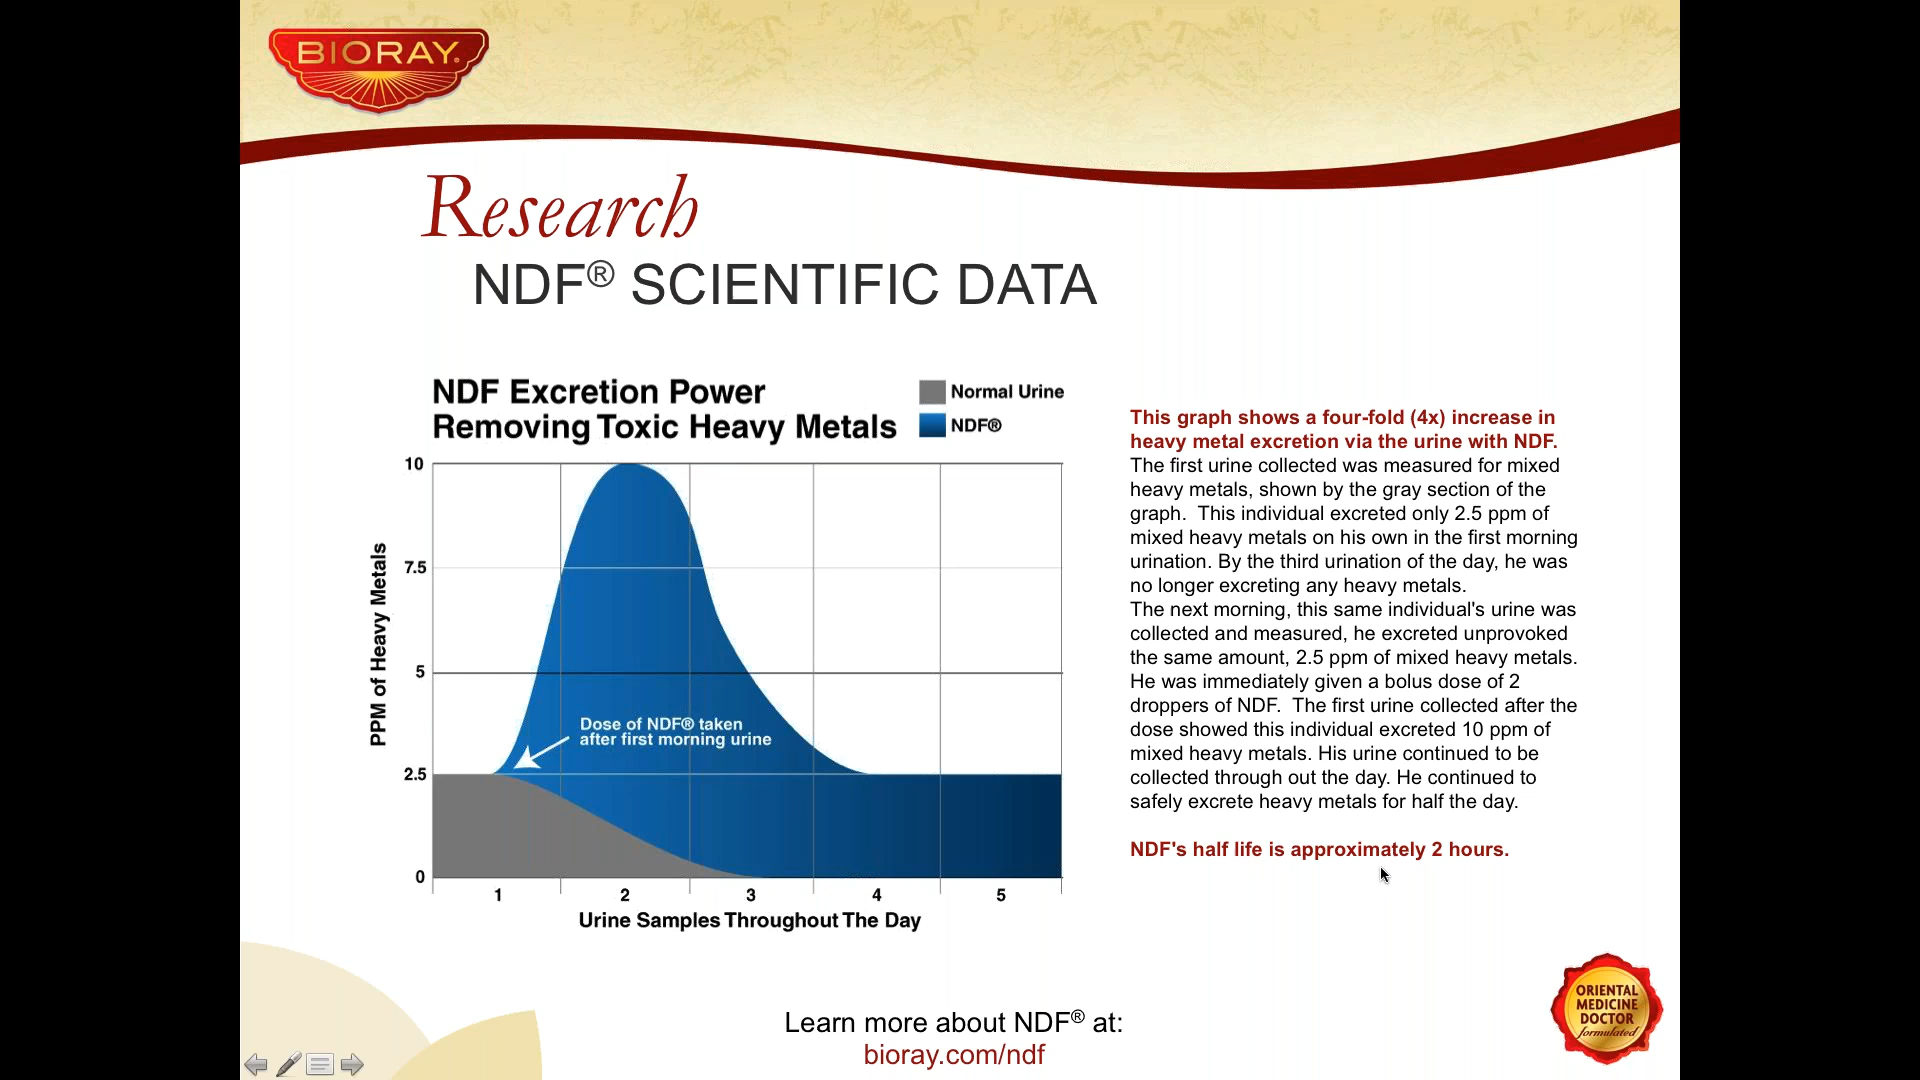 BIORAY®
Research
NDF® SCIENTIFIC DATA
NDF Excretion Power
Removing Toxic Heavy Metals
Normal Urine
NDF®
10
7.5
5
2.5
0
PPM of Heavy Metals
Dose of NDF® taken
after first morning urine
1 2 3 4 5
Urine Samples Throughout The Day
This graph shows a four-fold (4x) increase in
heavy metal excretion via the urine with NDF.
The first urine collected was measured for mixed
heavy metals, shown by the gray section of the
graph.  This individual excreted only 2.5 ppm of
mixed heavy metals on his own in the first morning
urination. By the third urination of the day, he was
no longer excreting any heavy metals.
The next morning, this same individual's urine was
collected and measured, he excreted unprovoked
the same amount, 2.5 ppm of mixed heavy metals.
He was immediately given a bolus dose of 2
droppers of NDF.  The first urine collected after the
dose showed this individual excreted 10 ppm of
mixed heavy metals. His urine continued to be
collected through out the day. He continued to
safely excrete heavy metals for half the day.
NDF's half life is approximately 2 hours.
Learn more about NDF® at:
bioray.com/ndf
ORIENTAL
MEDICINE
DOCTOR
formulated